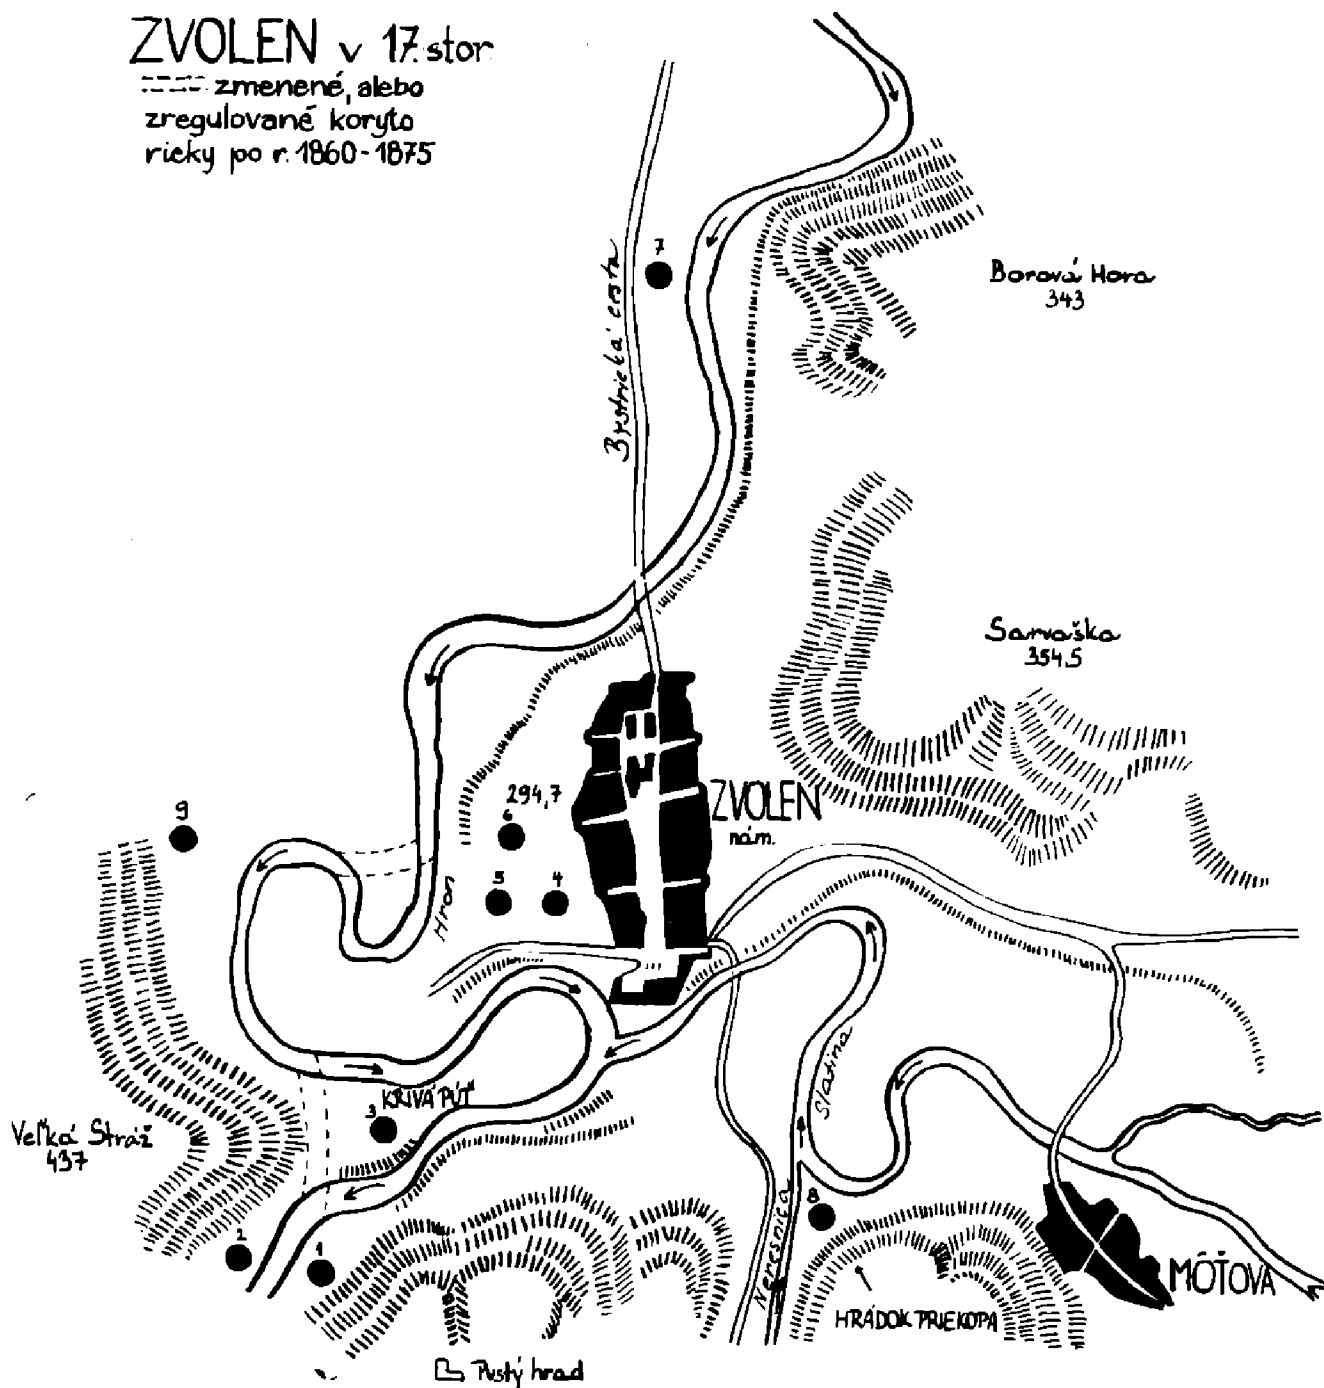 ZVOLEN v 17. stor
zmenené, alebo
zregulované koryto
rieky po r. 1860-1875
7
Borová Hora
343
Bystrická cesta
Sarvaška
354,5
294,7
6
ZVOLEN
nám.
9
5
4
Hron
KRIVÁ PÚŤ
3
Slatina
Veľká Stráž
437
Neresnica
8
2
1
MÔŤOVA
HRÁDOK PRIEKOPA
Pustý hrad